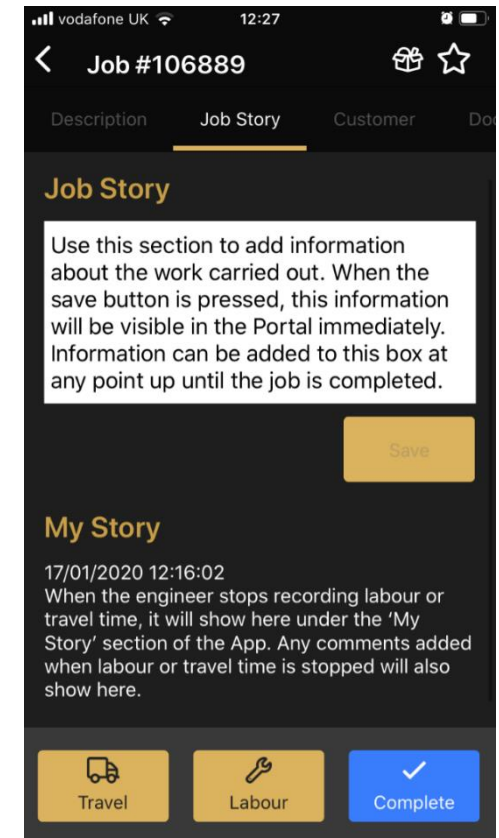 vodafone UK 12:27
Job #106889
Description Job Story Customer Doc
Job Story
Use this section to add information
about the work carried out. When the
save button is pressed, this information
will be visible in the Portal immediately.
Information can be added to this box at
any point up until the job is completed.
Save
My Story
17/01/2020 12:16:02
When the engineer stops recording labour or
travel time, it will show here under the ‘My
Story’ section of the App. Any comments added
when labour or travel time is stopped will also
show here.
Travel Labour Complete